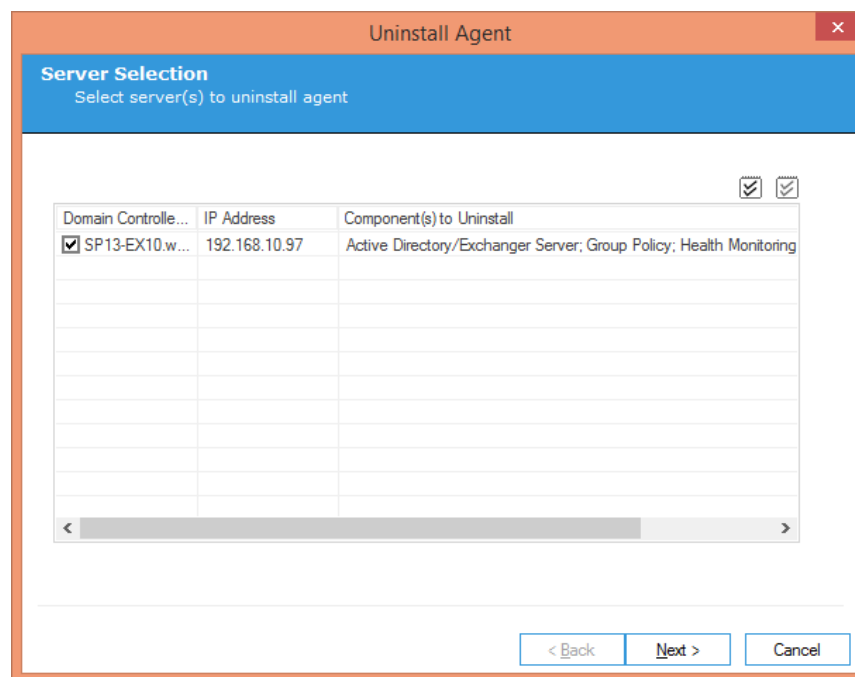 Uninstall Agent
Server Selection
Select server(s) to uninstall agent
Domain Controlle... IP Address Component(s) to Uninstall
SP13-EX10.w... 192.168.10.97 Active Directory/Exchanger Server; Group Policy; Health Monitoring
< Back Next > Cancel